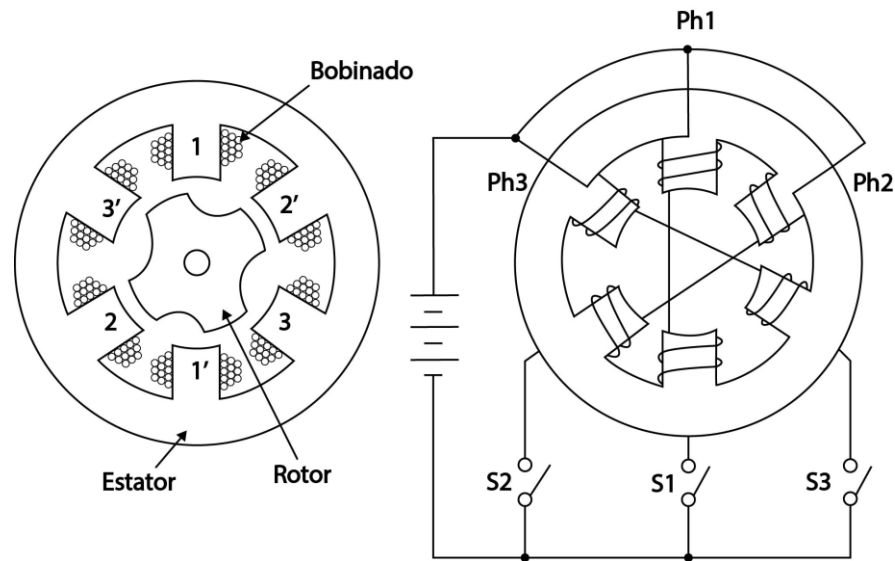 Bobinado
1
3′
2′
2
3
1′
Estator
Rotor
Ph1
Ph3
Ph2
S2
S1
S3